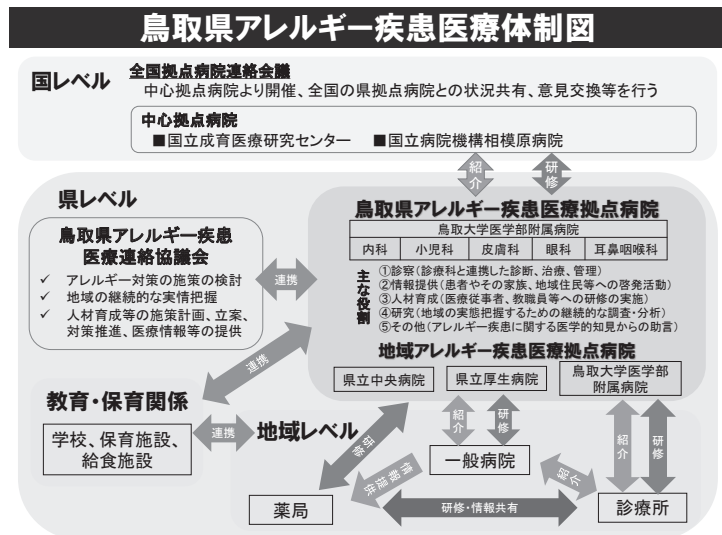 鳥取県アレルギー疾患医療体制図
国レベル
全国拠点病院連絡会議
中心拠点病院より開催、全国の県拠点病院との状況共有、意見交換等を行う
中心拠点病院
■国立成育医療研究センター ■国立病院機構相模原病院
紹介
研修
県レベル
鳥取県アレルギー疾患
医療連絡協議会
✓ アレルギー対策の施策の検討
✓ 地域の継続的な実情把握
✓ 人材育成等の施策計画、立案、
対策推進、医療情報等の提供
連携
鳥取県アレルギー疾患医療拠点病院
鳥取大学医学部附属病院
内科 小児科 皮膚科 眼科 耳鼻咽喉科
主な役割
①診察(診療科と連携した診断、治療、管理)
②情報提供(患者やその家族、地域住民等への啓発活動)
③人材育成(医療従事者、教職員等への研修の実施)
④研究(地域の実態把握するための継続的な調査・分析)
⑤その他(アレルギー疾患に関する医学的知見からの助言)
地域アレルギー疾患医療拠点病院
県立中央病院
県立厚生病院
鳥取大学医学部
附属病院
連携
教育・保育関係
学校、保育施設、
給食施設
連携
地域レベル
研修
情報提供
紹介
研修
一般病院
紹介
紹介
研修
薬局
研修・情報共有
診療所